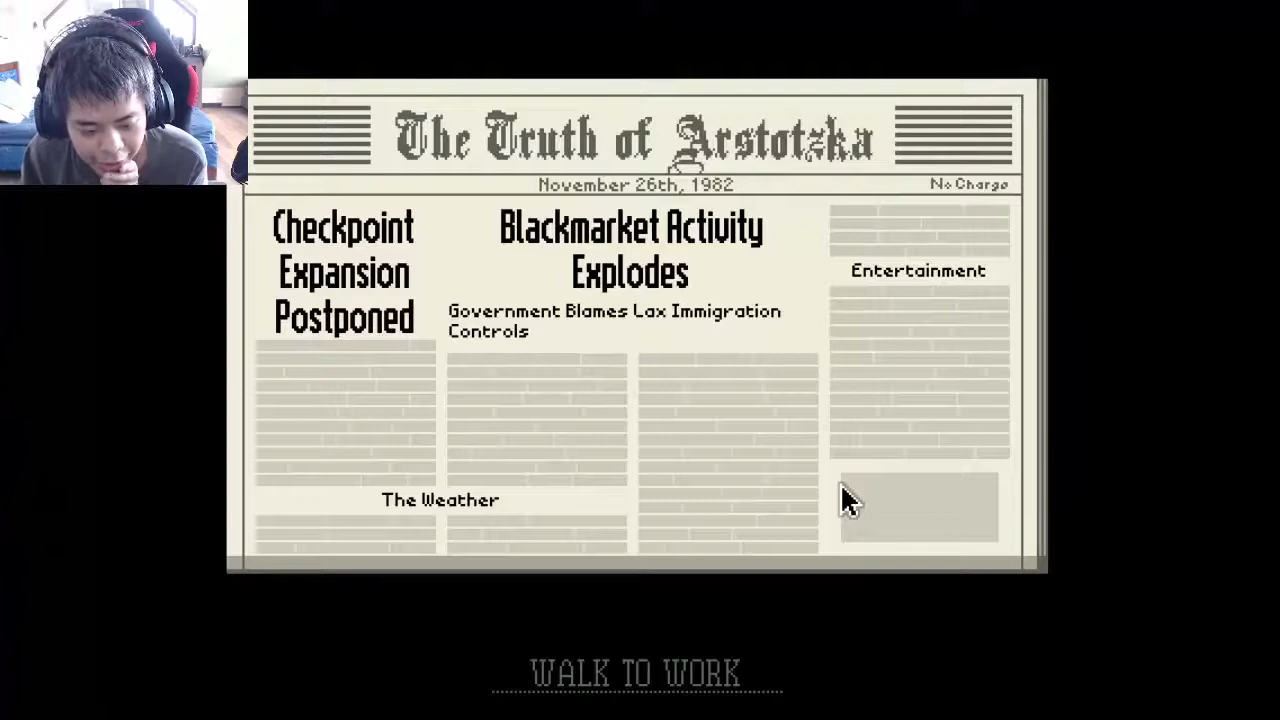 The Truth of Arstotzka
November 26th, 1982
No Charge
Checkpoint
Expansion
Postponed
Blackmarket Activity
Explodes
Government Blames Lax Immigration
Controls
Entertainment
The Weather
WALK TO WORK